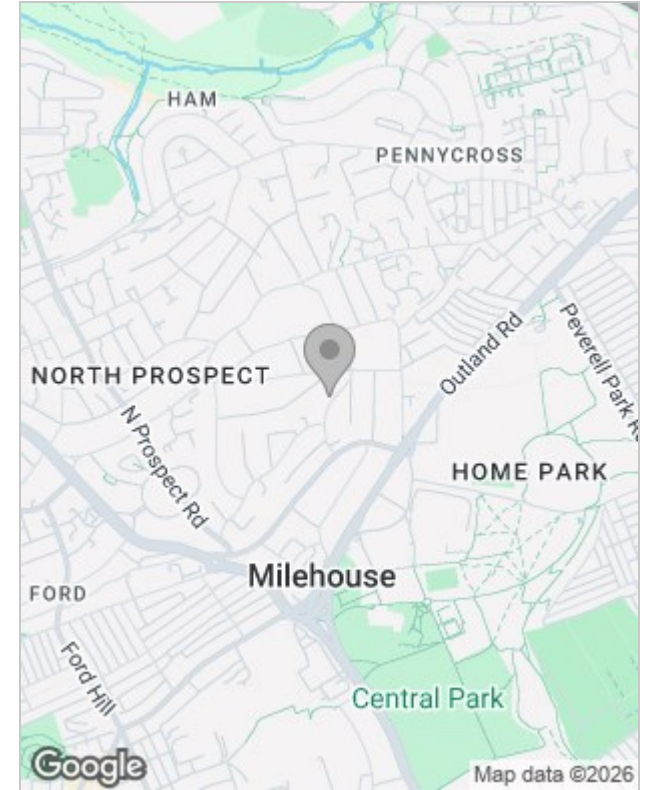 HAM
PENNYCROSS
Outland Rd
Peverell Park R
NORTH PROSPECT
N Prospect Rd
HOME PARK
Milehouse
FORD
Ford Hill
Central Park
Google
Map data ©2026